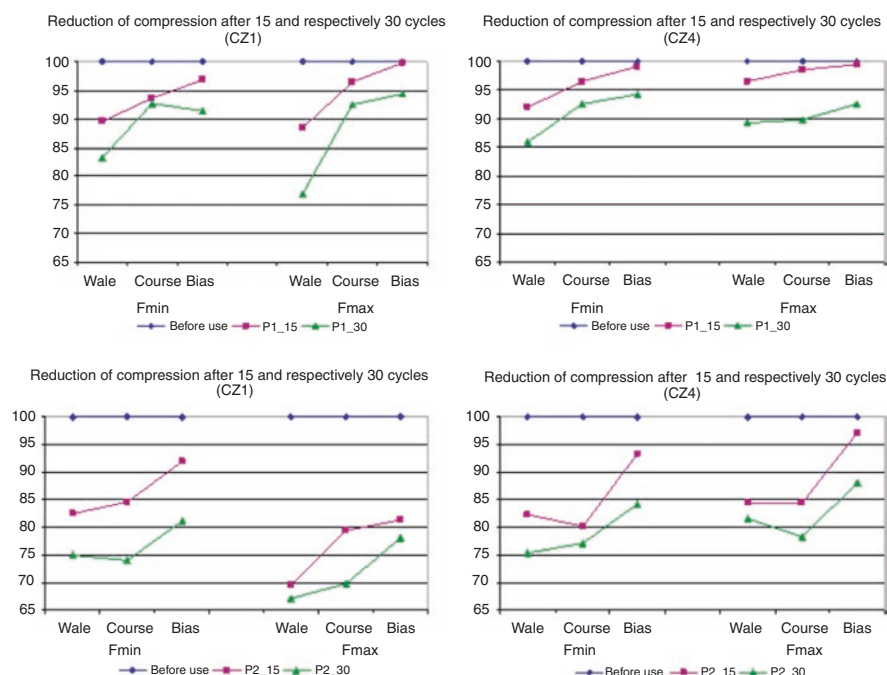 Reduction of compression after 15 and respectively 30 cycles
(CZ1)
100
95
90
85
80
75
70
65
Wale Course Bias Wale Course Bias
Fmin Fmax
Before use P1_15 P1_30
Reduction of compression after 15 and respectively 30 cycles
(CZ4)
100
95
90
85
80
75
70
65
Wale Course Bias Wale Course Bias
Fmin Fmax
Before use P1_15 P1_30
Reduction of compression after 15 and respectively 30 cycles
(CZ1)
100
95
90
85
80
75
70
65
Wale Course Bias Wale Course Bias
Fmin Fmax
Before use P2_15 P2_30
Reduction of compression after 15 and respectively 30 cycles
(CZ4)
100
95
90
85
80
75
70
65
Wale Course Bias Wale Course Bias
Fmin Fmax
Before use P2_15 P2_30